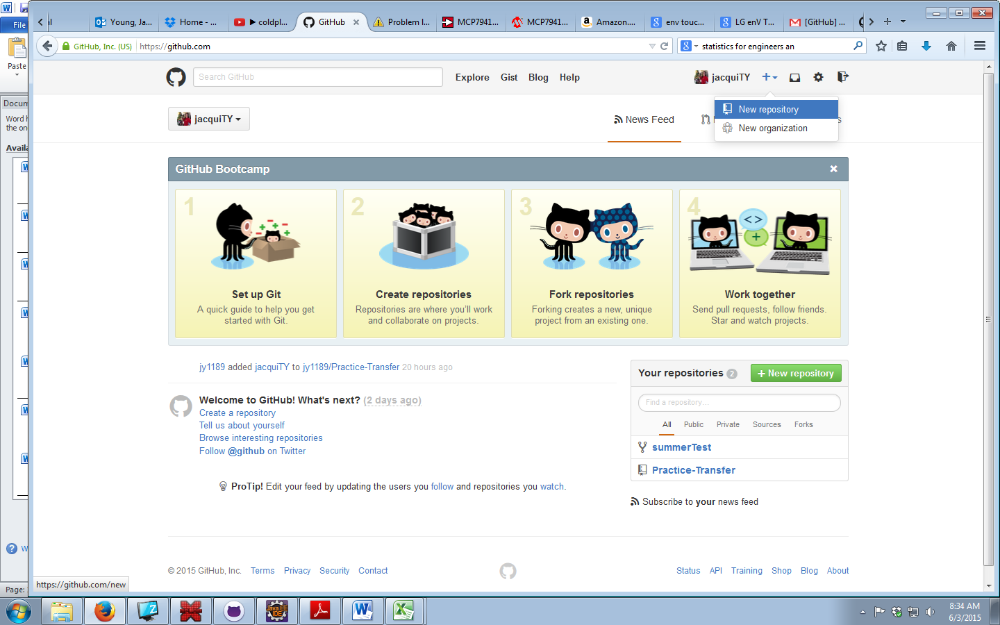 al
Young, Ja...
Home - ...
▶ coldpl...
GitHub
Problem l...
MCP7941...
MCP7941...
Amazon....
env touc...
LG enV T...
[GitHub] ...
File
GitHub, Inc. (US)
https://github.com
statistics for engineers an
Paste
Search GitHub
Explore
Gist
Blog
Help
jacquiTY
New repository
New organization
Docum
Word h
the on
Availa
jacquiTY
News Feed
GitHub Bootcamp
1
2
3
4
Set up Git
A quick guide to help you get
started with Git.
Create repositories
Repositories are where you'll work
and collaborate on projects.
Fork repositories
Forking creates a new, unique
project from an existing one.
Work together
Send pull requests, follow friends.
Star and watch projects.
jy1189 added jacquiTY to jy1189/Practice-Transfer 20 hours ago
Welcome to GitHub! What's next? (2 days ago)
Create a repository
Tell us about yourself
Browse interesting repositories
Follow @github on Twitter
ProTip! Edit your feed by updating the users you follow and repositories you watch.
Your repositories 2
+ New repository
Find a repository...
All
Public
Private
Sources
Forks
summerTest
Practice-Transfer
Subscribe to your news feed
© 2015 GitHub, Inc.
Terms
Privacy
Security
Contact
Status
API
Training
Shop
Blog
About
https://github.com/new
Page:
Java EE
IDE
8:34 AM
6/3/2015